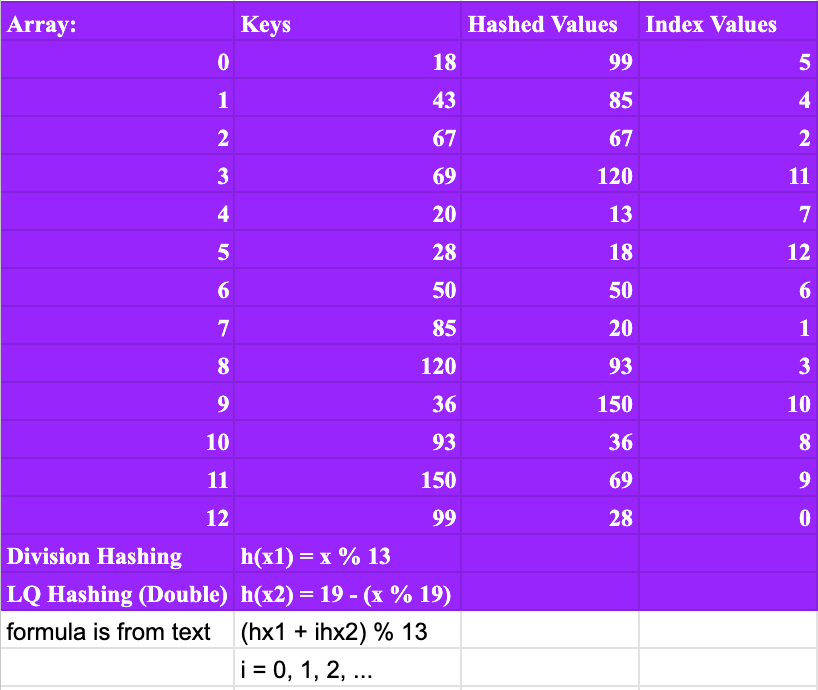 Array: Keys Hashed Values Index Values
0 18 99 5
1 43 85 4
2 67 67 2
3 69 120 11
4 20 13 7
5 28 18 12
6 50 50 6
7 85 20 1
8 120 93 3
9 36 150 10
10 93 36 8
11 150 69 9
12 99 28 0
Division Hashing h(x1) = x % 13
LQ Hashing (Double) h(x2) = 19 - (x % 19)
formula is from text (hx1 + ihx2) % 13
i = 0, 1, 2, ...